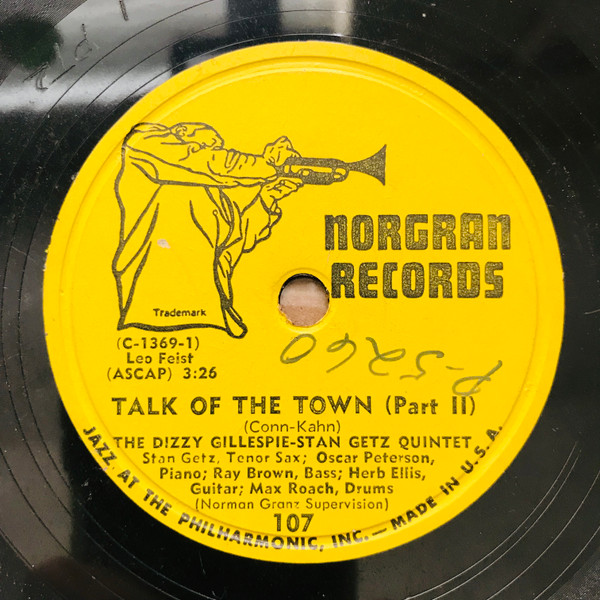 NORGRAN
RECORDS
Trademark
(C-1369-1)
Leo Feist
(ASCAP) 3:26
P-5260
TALK OF THE TOWN (Part II)
(Conn-Kahn)
THE DIZZY GILLESPIE-STAN GETZ QUINTET
Stan Getz, Tenor Sax; Oscar Peterson,
Piano; Ray Brown, Bass; Herb Ellis,
Guitar; Max Roach, Drums
(Norman Granz Supervision)
107
JAZZ AT THE PHILHARMONIC, INC. — MADE IN U.S.A.